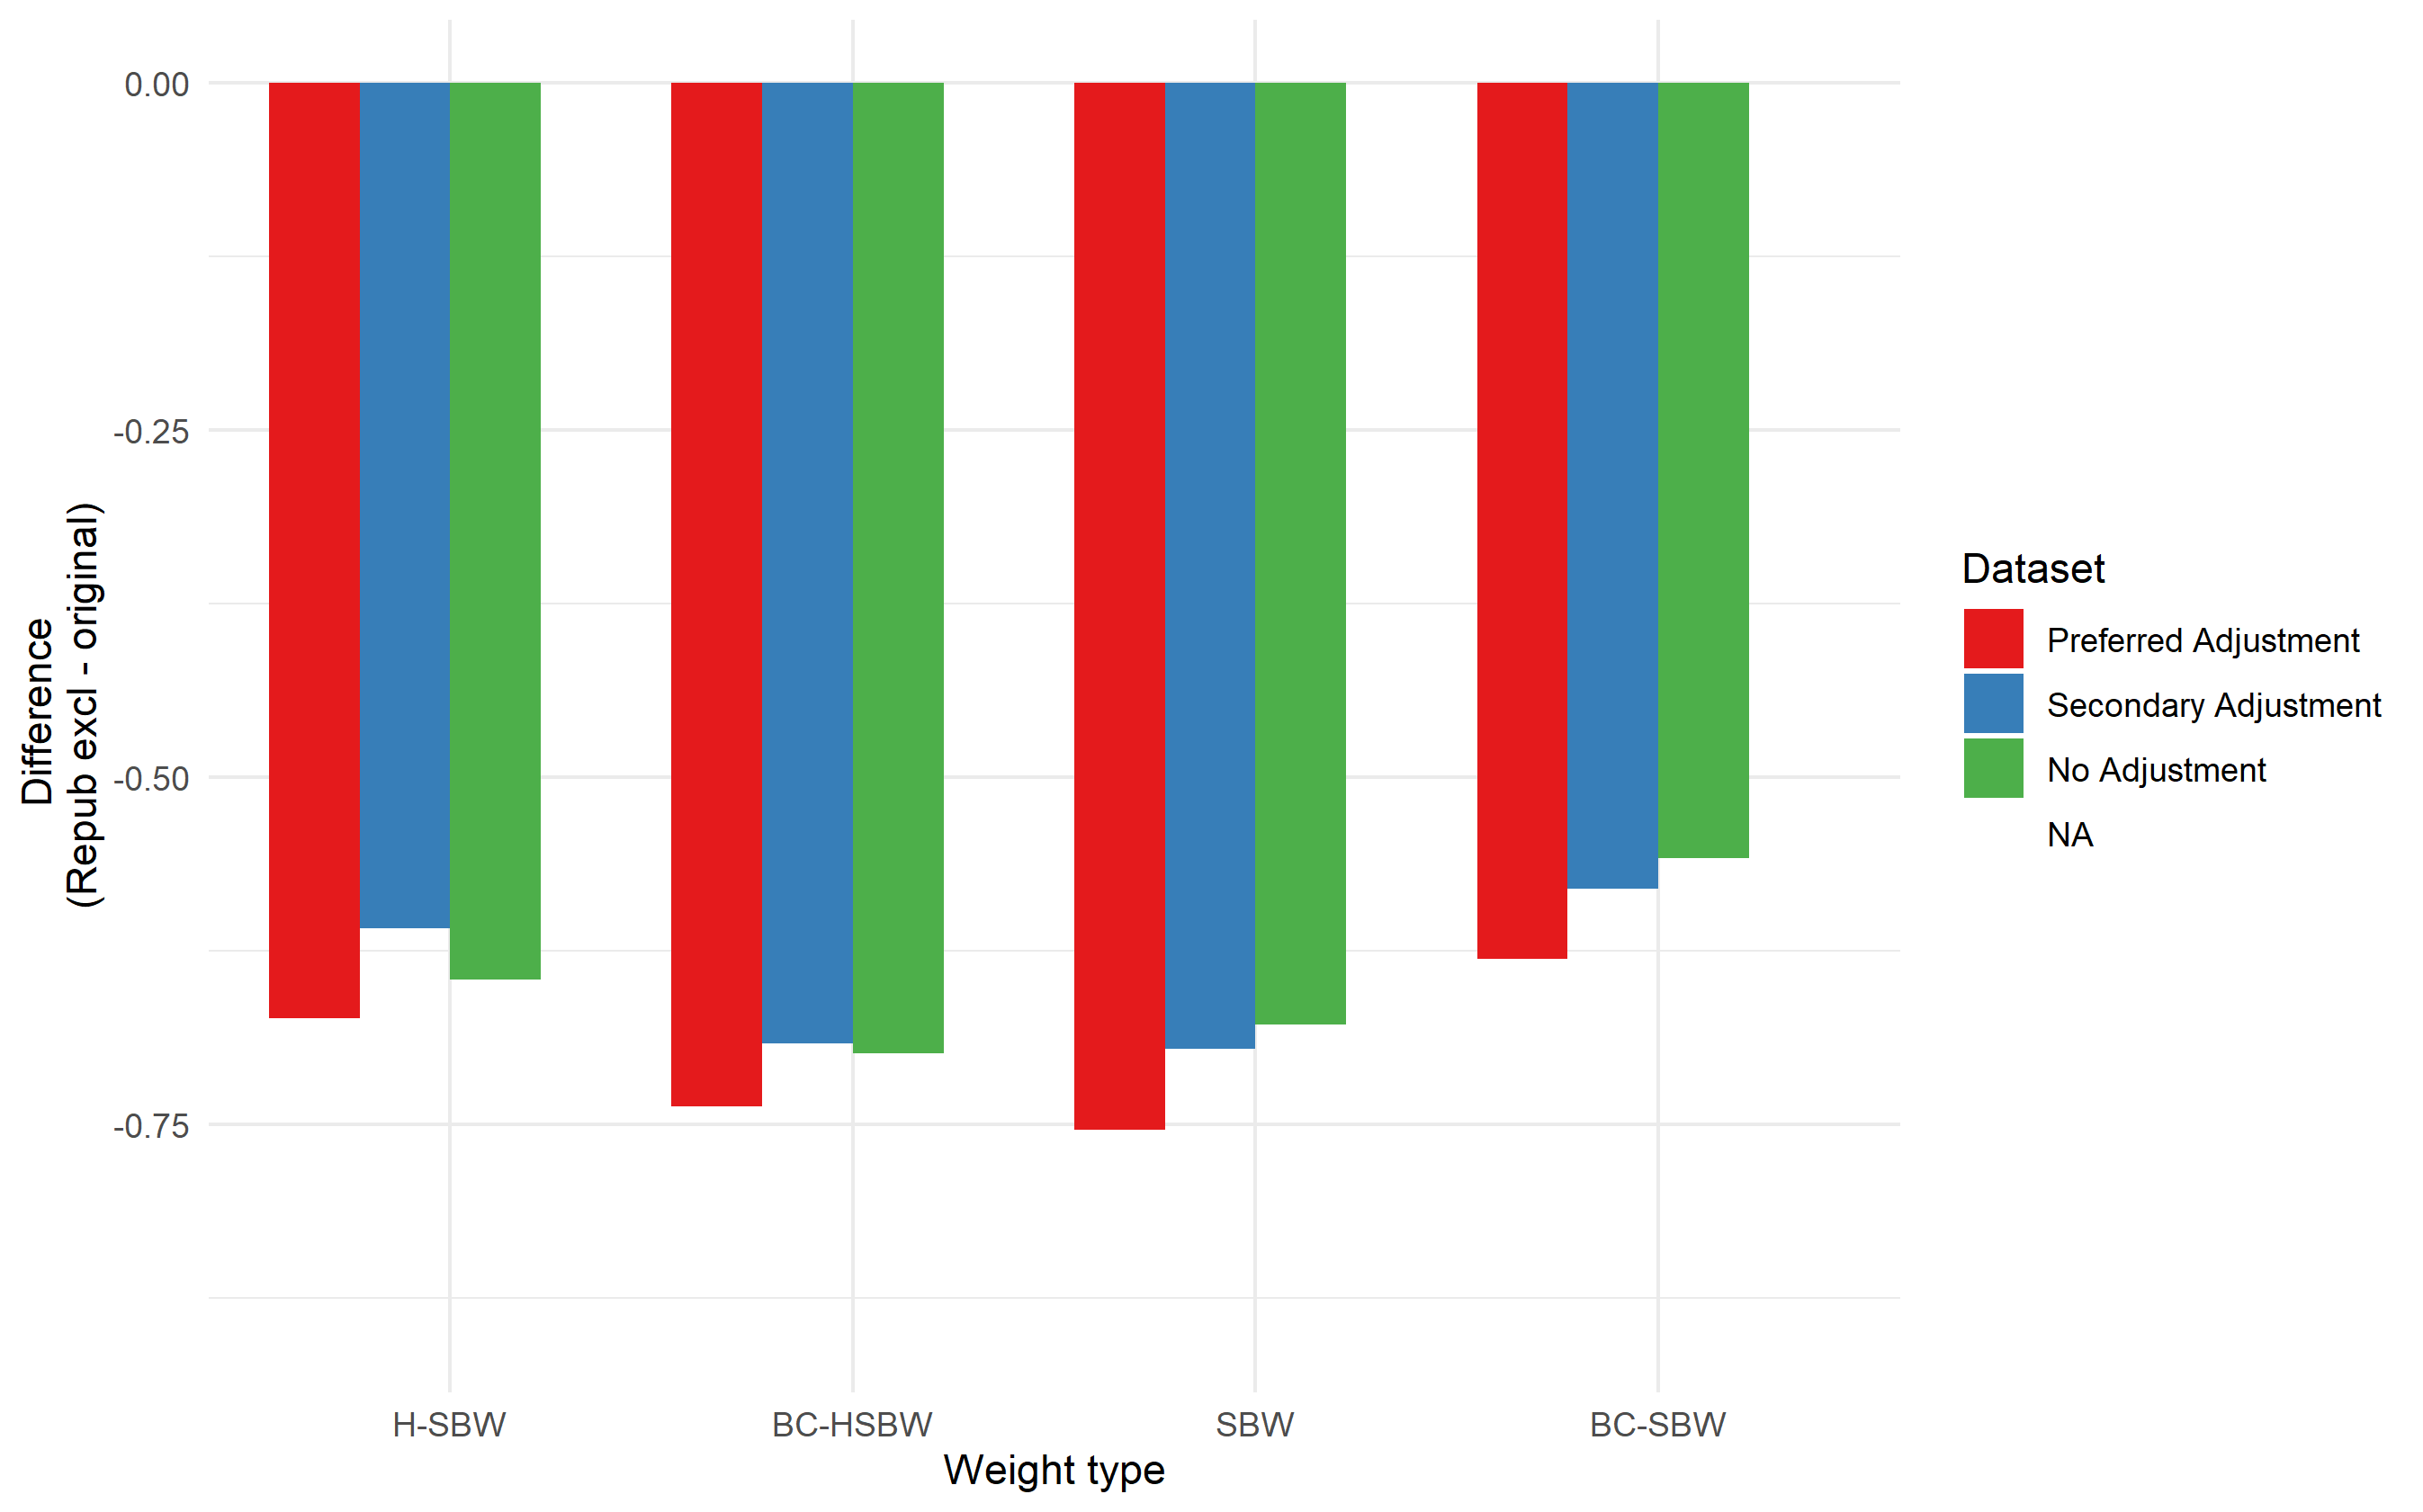 0.00
-0.25
-0.50
-0.75
Difference
(Repub excl - original)
H-SBW
BC-HSBW
SBW
BC-SBW
Weight type
Dataset
Preferred Adjustment
Secondary Adjustment
No Adjustment
NA